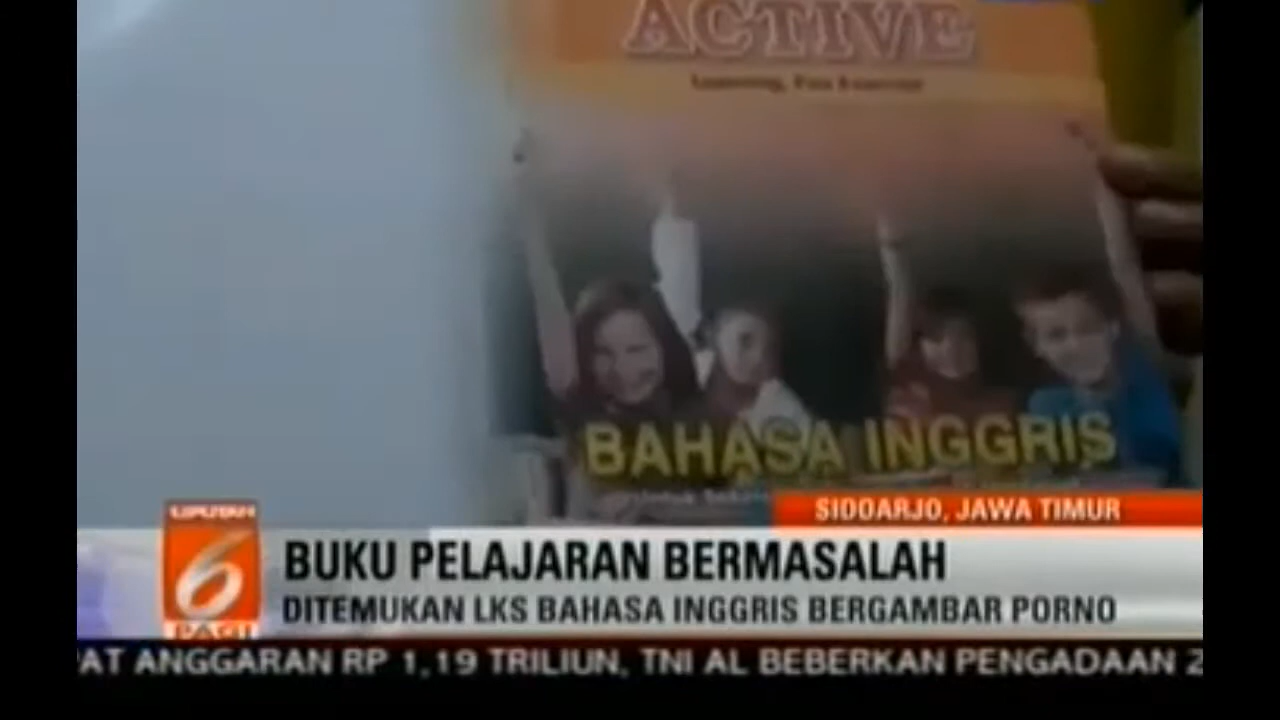 ACTIVE
BAHASA INGGRIS
SIDOARJO, JAWA TIMUR
LIPUTAN
6
PAGI
BUKU PELAJARAN BERMASALAH
DITEMUKAN LKS BAHASA INGGRIS BERGAMBAR PORNO
AT ANGGARAN RP 1,19 TRILIUN, TNI AL BEBERKAN PENGADAAN 2